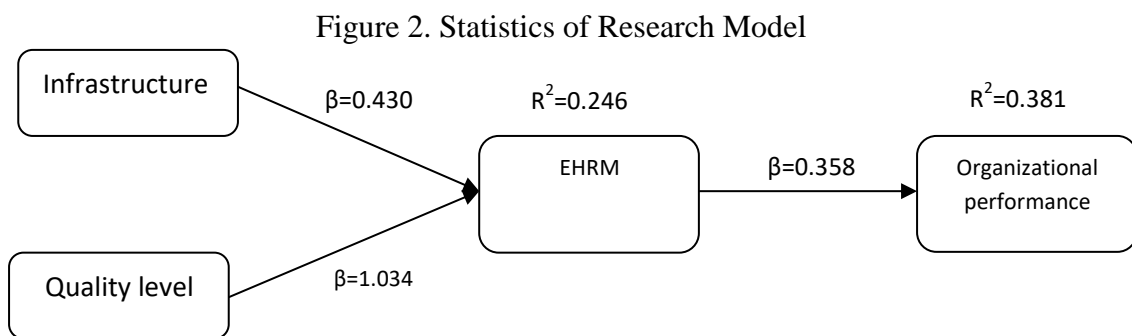 Figure 2. Statistics of Research Model
Infrastructure
β=0.430
R²=0.246
R²=0.381
EHRM
β=0.358
Organizational
performance
Quality level
β=1.034